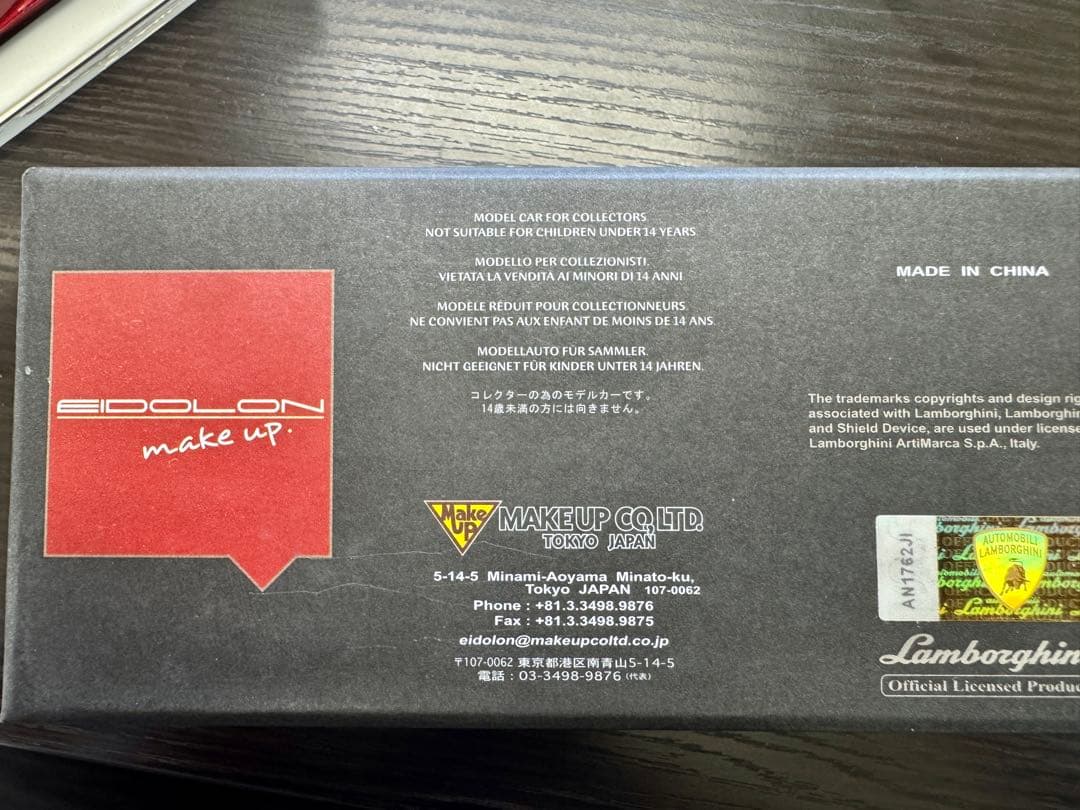 MODEL CAR FOR COLLECTORS
NOT SUITABLE FOR CHILDREN UNDER 14 YEARS.
MODELLO PER COLLEZIONISTI.
VIETATA LA VENDITA AI MINORI DI 14 ANNI
MODELE RÉDUIT POUR COLLECTIONNEURS
NE CONVIENT PAS AUX ENFANT DE MOINS DE 14 ANS.
MODELLAUTO FÜR SAMMLER.
NICHT GEEIGNET FÜR KINDER UNTER 14 JAHREN.
コレクターの為のモデルカーです。
14歳未満の方には向きません。
EIDOLON
make up.
Make
UP
MAKE UP CO., LTD.
TOKYO JAPAN
5-14-5 Minami-Aoyama Minato-ku,
Tokyo JAPAN 107-0062
Phone : +81.3.3498.9876
Fax : +81.3.3498.9875
eidolon@makeupcoltd.co.jp
〒107-0062 東京都港区南青山5-14-5
電話 : 03-3498-9876 (代表)
MADE IN CHINA
The trademarks copyrights and design rig
associated with Lamborghini, Lamborghin
and Shield Device, are used under license
Lamborghini ArtiMarca S.p.A., Italy.
AN1762JI
AUTOMOBILI
LAMBORGHINI
Lamborghin
Official Licensed Produc